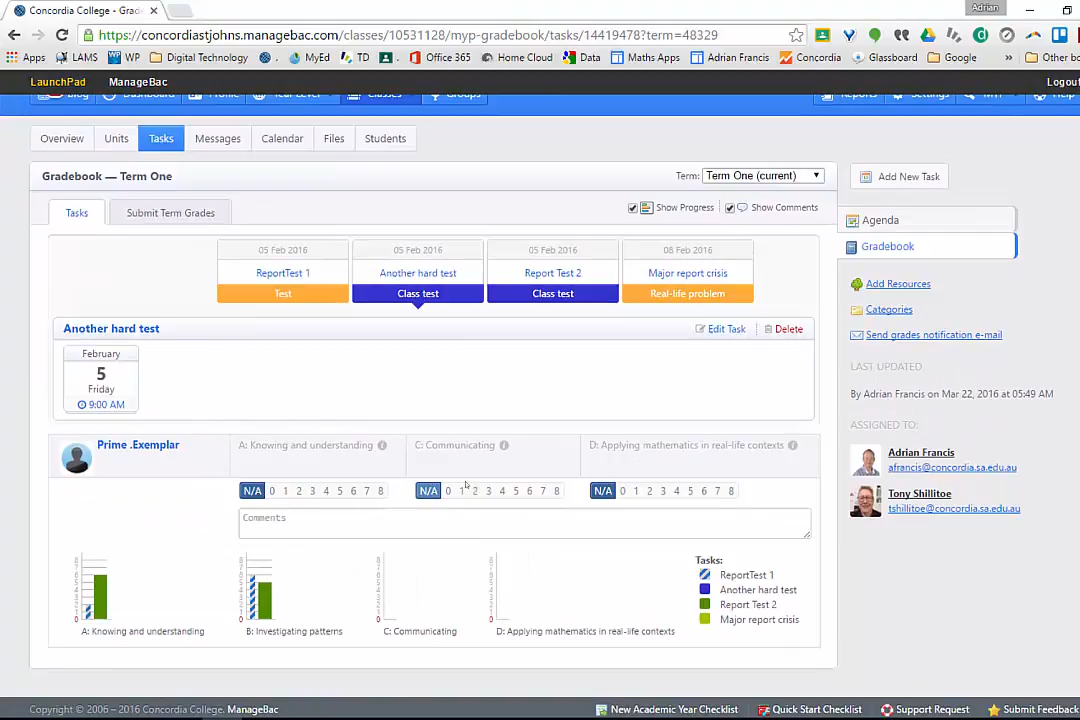 Concordia College - Grad
Adrian
https://concordiastjohns.managebac.com/classes/10531128/myp-gradebook/tasks/14419478?term=48329
Apps LAMS WP Digital Technology MyEd TD Office 365 Home Cloud Data Maths Apps Adrian Francis Concordia Glassboard Google » Other bo
LaunchPad ManageBac Logout
Blog Dashboard Profile Year Level Classes Groups Reports Settings MYP Help
Overview Units Tasks Messages Calendar Files Students
Gradebook — Term One
Term: Term One (current)
Add New Task
Tasks Submit Term Grades
Show Progress Show Comments
Agenda
Gradebook
05 Feb 2016 05 Feb 2016 05 Feb 2016 08 Feb 2016
ReportTest 1 Another hard test Report Test 2 Major report crisis
Test Class test Class test Real-life problem
Add Resources
Categories
Send grades notification e-mail
Another hard test
Edit Task Delete
February
5
Friday
9:00 AM
LAST UPDATED
By Adrian Francis on Mar 22, 2016 at 05:49 AM
ASSIGNED TO:
Adrian Francis
afrancis@concordia.sa.edu.au
Tony Shillitoe
tshillitoe@concordia.sa.edu.au
Prime .Exemplar A: Knowing and understanding C: Communicating D: Applying mathematics in real-life contexts
N/A 0 1 2 3 4 5 6 7 8 N/A 0 1 2 3 4 5 6 7 8 N/A 0 1 2 3 4 5 6 7 8
Comments
Tasks:
ReportTest 1
Another hard test
Report Test 2
Major report crisis
A: Knowing and understanding B: Investigating patterns C: Communicating D: Applying mathematics in real-life contexts
Copyright © 2006 – 2016 Concordia College. ManageBac New Academic Year Checklist Quick Start Checklist Support Request Submit Feedback